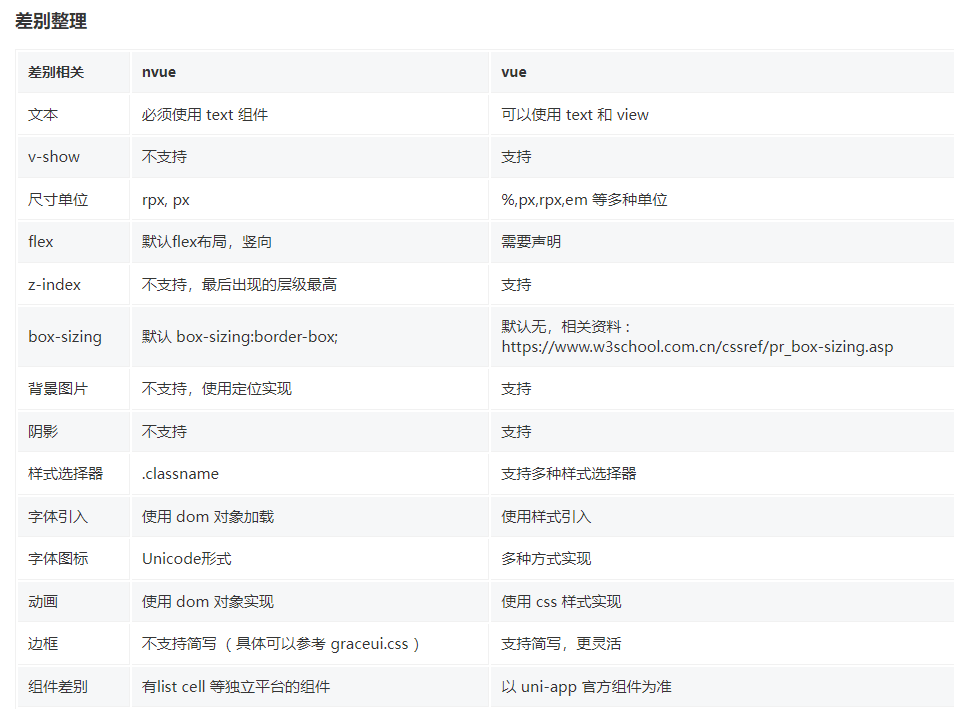 差别整理
差别相关 nvue vue
文本 必须使用 text 组件 可以使用 text 和 view
v-show 不支持 支持
尺寸单位 rpx, px %,px,rpx,em 等多种单位
flex 默认flex布局，竖向 需要声明
z-index 不支持，最后出现的层级最高 支持
box-sizing 默认 box-sizing:border-box; 默认无，相关资料：
https://www.w3school.com.cn/cssref/pr_box-sizing.asp
背景图片 不支持，使用定位实现 支持
阴影 不支持 支持
样式选择器 .classname 支持多种样式选择器
字体引入 使用 dom 对象加载 使用样式引入
字体图标 Unicode形式 多种方式实现
动画 使用 dom 对象实现 使用 css 样式实现
边框 不支持简写（ 具体可以参考 graceui.css ） 支持简写，更灵活
组件差别 有list cell 等独立平台的组件 以 uni-app 官方组件为准